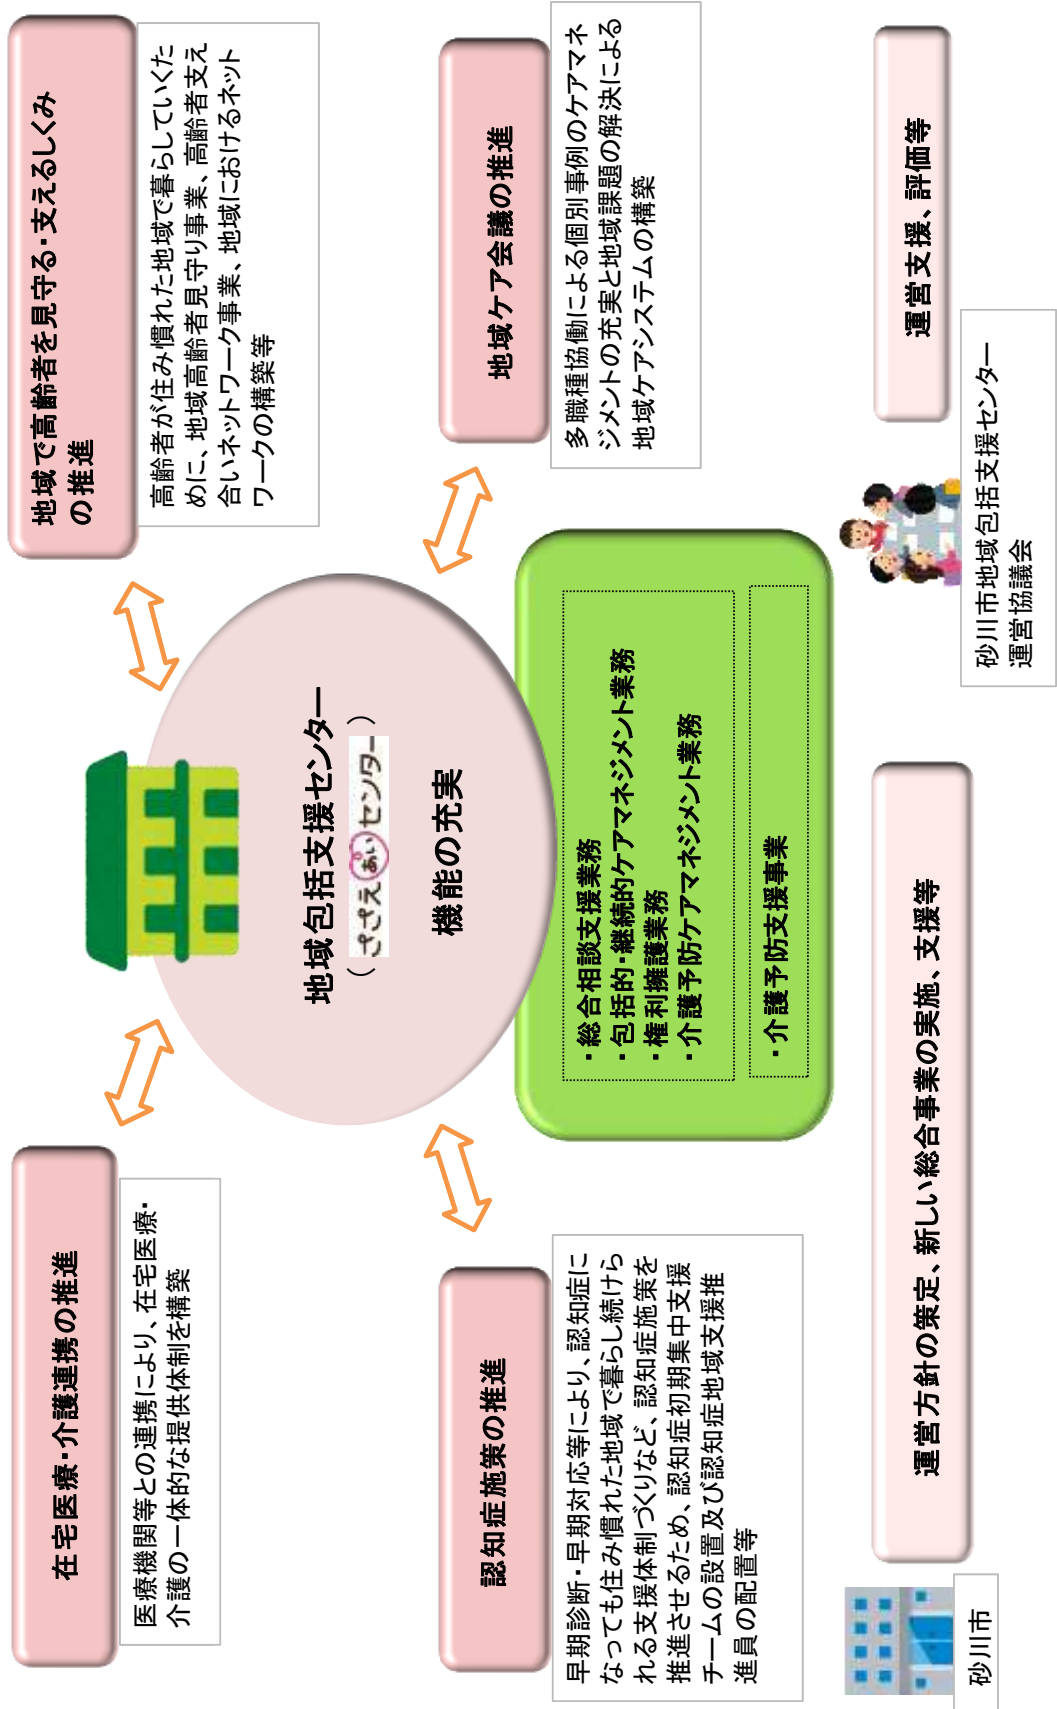 在宅医療・介護連携の推進
医療機関等との連携により、在宅医療・
介護の一体的な提供体制を構築
地域で高齢者を見守る・支えるしくみ
の推進
高齢者が住み慣れた地域で暮らしていくた
めに、地域高齢者見守り事業、高齢者支え
合いネットワーク事業、地域におけるネット
ワークの構築等
地域包括支援センター
（ささえあいセンター）
機能の充実
認知症施策の推進
早期診断・早期対応等により、認知症に
なっても住み慣れた地域で暮らし続けら
れる支援体制づくりなど、認知症施策を
推進させるため、認知症初期集中支援
チームの設置及び認知症地域支援推
進員の配置等
地域ケア会議の推進
多職種協働による個別事例のケアマネ
ジメントの充実と地域課題の解決による
地域ケアシステムの構築
・総合相談支援業務
・包括的・継続的ケアマネジメント業務
・権利擁護業務
・介護予防ケアマネジメント業務
・介護予防支援事業
砂川市
運営方針の策定、新しい総合事業の実施、支援等
砂川市地域包括支援センター
運営協議会
運営支援、評価等